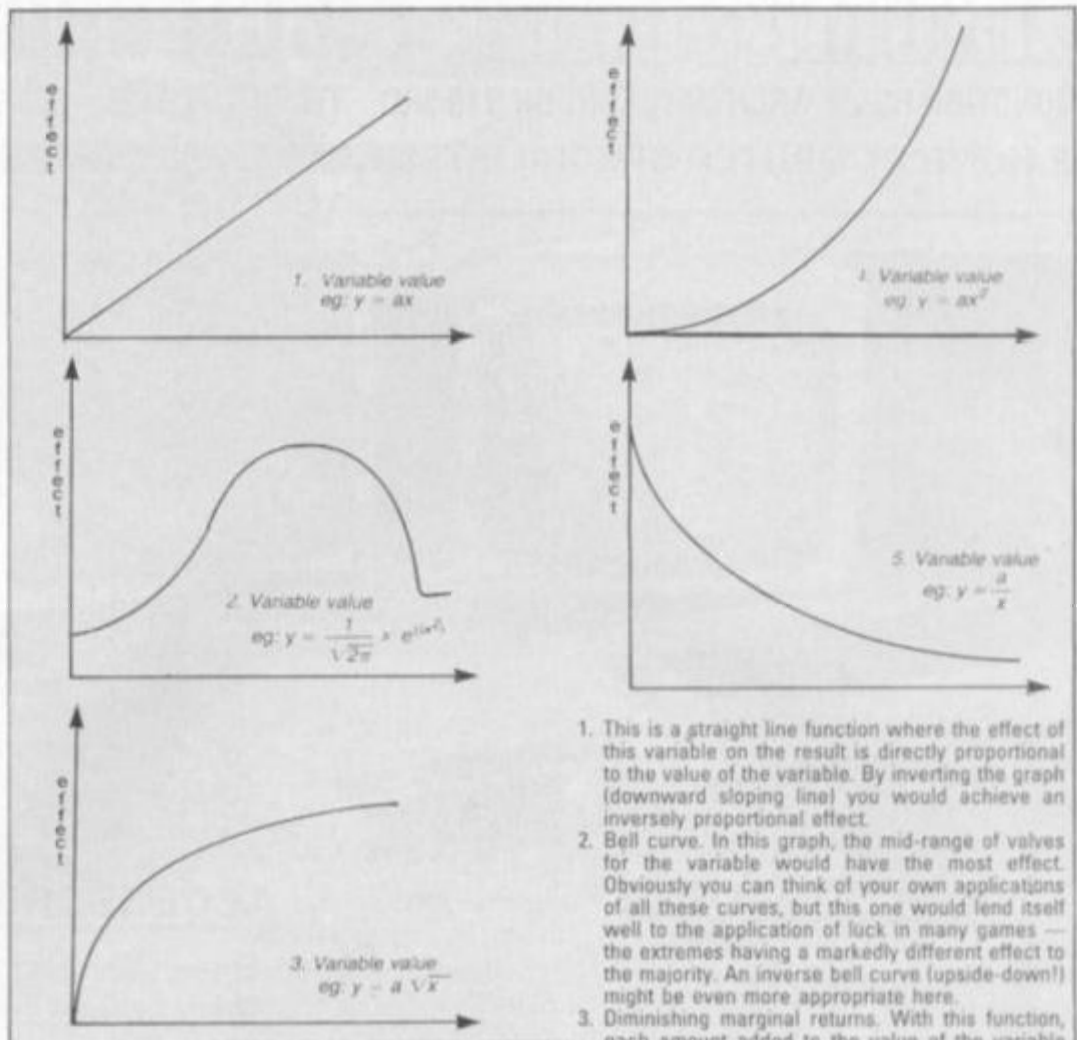 effect
1. Variable value
eg: y = ax
effect
4. Variable value
eg: y = ax²
effect
2. Variable value
eg: y = 1/√2π × e
effect
5. Variable value
eg: y = a/x
effect
3. Variable value
eg: y = a √x
1. This is a straight line function where the effect of
this variable on the result is directly proportional
to the value of the variable. By inverting the graph
(downward sloping line) you would achieve an
inversely proportional effect.
2. Bell curve. In this graph, the mid-range of valves
for the variable would have the most effect.
Obviously you can think of your own applications
of all these curves, but this one would lend itself
well to the application of luck in many games —
the extremes having a markedly different effect to
the majority. An inverse bell curve (upside-down!)
might be even more appropriate here.
3. Diminishing marginal returns. With this function,
each amount added to the value of the variable